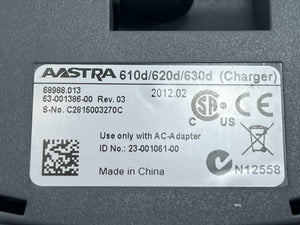 AASTRA 610d/620d/630d (Charger)
68988.013
2012.02
63-001386-00 Rev. 03
S-No. C2815003270C
C US
Use only with AC-Adapter
ID No.: 23-001061-00
N12558
Made in China